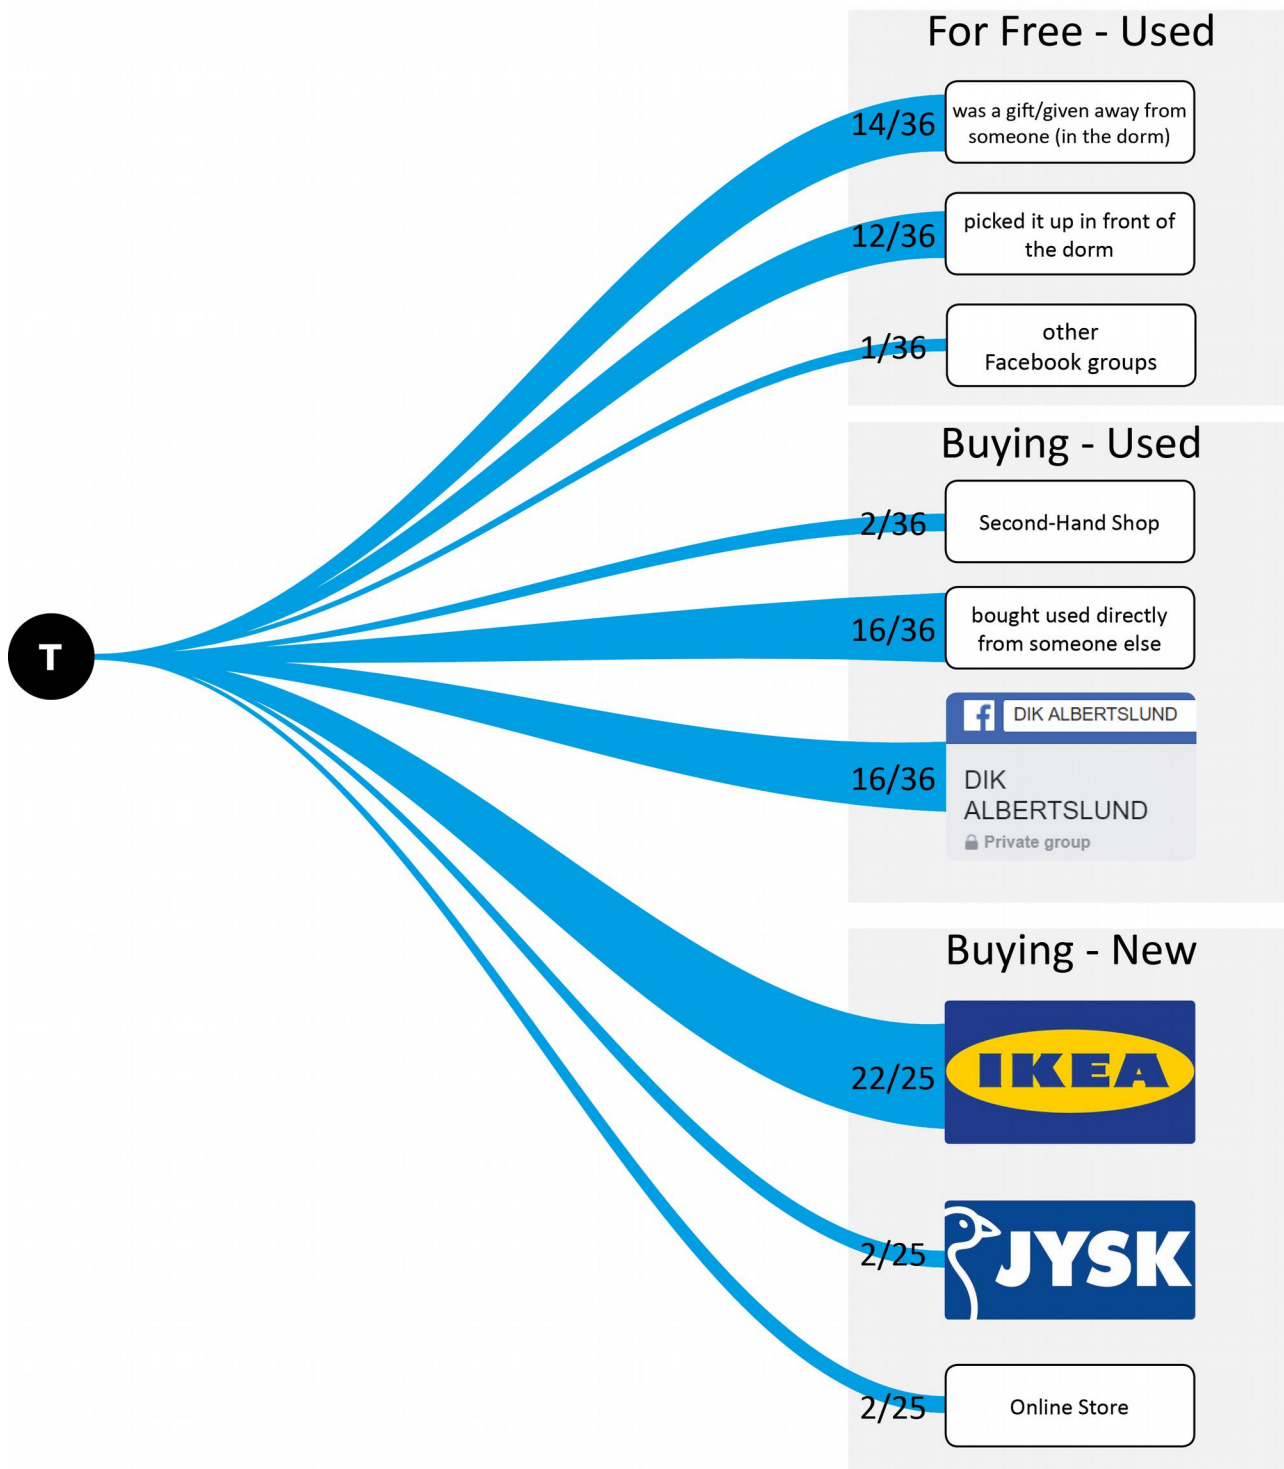 For Free - Used
14/36
was a gift/given away from
someone (in the dorm)
12/36
picked it up in front of
the dorm
1/36
other
Facebook groups
Buying - Used
2/36
Second-Hand Shop
T
16/36
bought used directly
from someone else
f
DIK ALBERTSLUND
16/36
DIK
ALBERTSLUND
Private group
Buying - New
22/25
IKEA
2/25
JYSK
2/25
Online Store